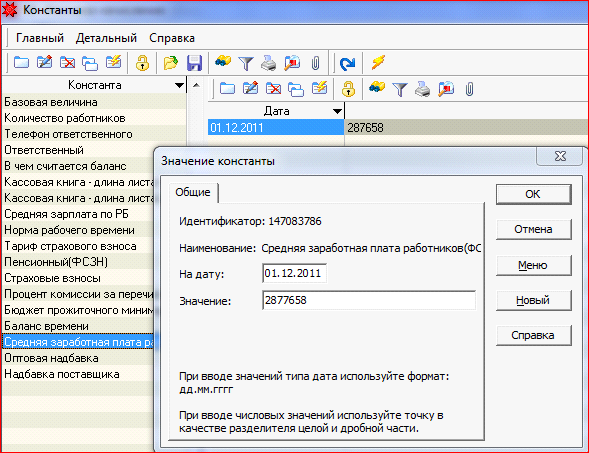 Константы
Главный Детальный Справка
Константа
Базовая величина
Количество работников
Телефон ответственного
Ответственный
В чем считается баланс
Кассовая книга - длина листа
Кассовая книга - длина листа
Средняя зарплата по РБ
Норма рабочего времени
Тариф страхового взноса
Пенсионный(ФСЗН)
Страховые взносы
Процент комиссии за перечи
Бюджет прожиточного миним
Баланс времени
Средняя заработная плата ра
Оптовая надбавка
Надбавка поставщика
Дата
01.12.2011 287658
Значение константы
Общие
Идентификатор: 147083786
Наименование: Средняя заработная плата работников(ФС
На дату: 01.12.2011
Значение: 2877658
При вводе значений типа дата используйте формат:
дд.мм.гггг
При вводе числовых значений используйте точку в
качестве разделителя целой и дробной части.
ОК
Отмена
Меню
Новый
Справка